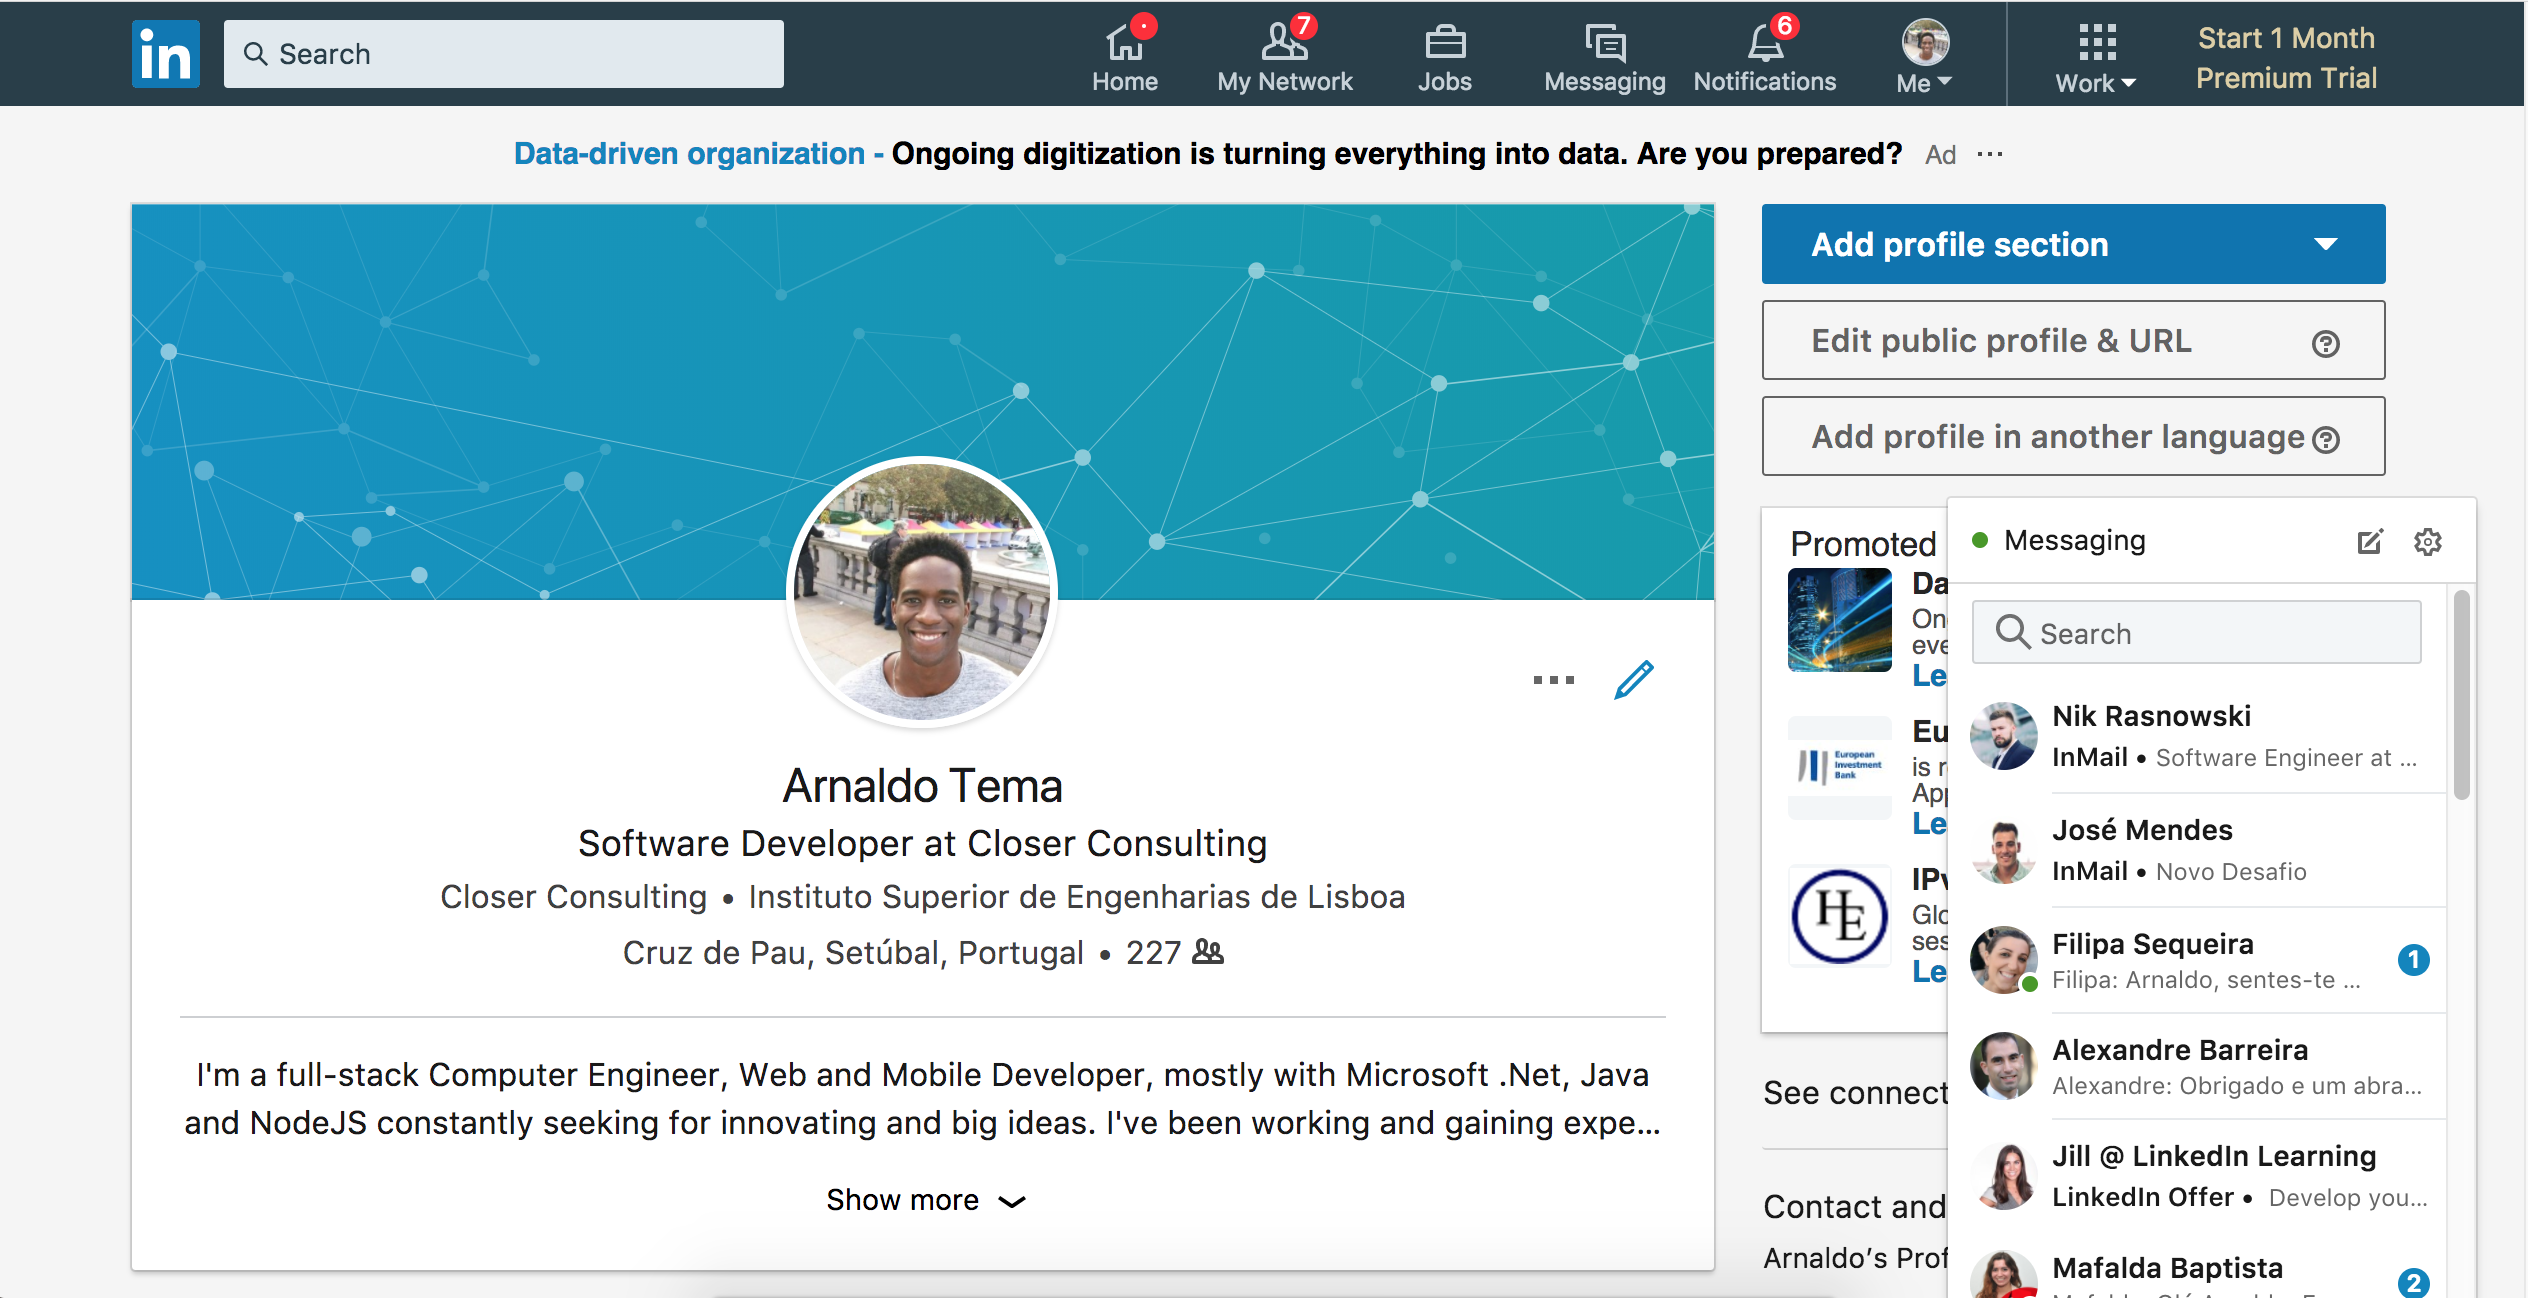 in
Search
Home
My Network
7
Jobs
Messaging
Notifications
6
Me
Work
Start 1 Month
Premium Trial
Data-driven organization - Ongoing digitization is turning everything into data. Are you prepared? Ad ...
Arnaldo Tema
Software Developer at Closer Consulting
Closer Consulting • Instituto Superior de Engenharias de Lisboa
Cruz de Pau, Setúbal, Portugal • 227
I'm a full-stack Computer Engineer, Web and Mobile Developer, mostly with Microsoft .Net, Java
and NodeJS constantly seeking for innovating and big ideas. I've been working and gaining expe...
Show more
Add profile section
Edit public profile & URL ?
Add profile in another language ?
Promoted
Da
On
eve
Le
European
Investment
Bank
Eu
is r
App
Le
HE
IPv
Glo
ses
Le
See connect
Contact and
Arnaldo's Prof
Messaging
Search
Nik Rasnowski
InMail • Software Engineer at ...
José Mendes
InMail • Novo Desafio
Filipa Sequeira
Filipa: Arnaldo, sentes-te ...
1
Alexandre Barreira
Alexandre: Obrigado e um abra...
Jill @ LinkedIn Learning
LinkedIn Offer • Develop you...
Mafalda Baptista
2